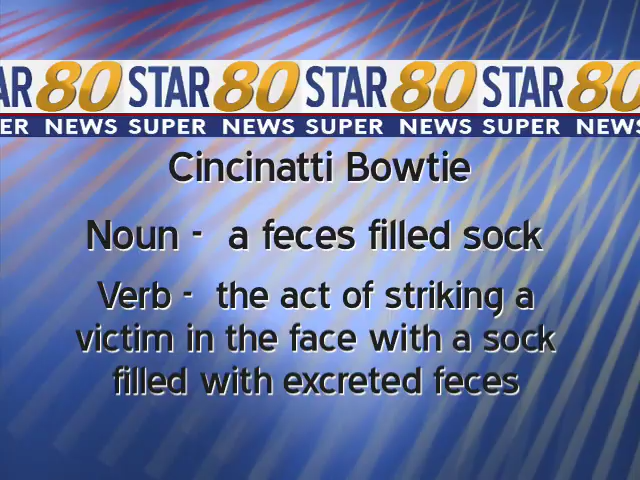 AR 80 STAR 80 STAR 80 STAR 80
ER NEWS SUPER NEWS SUPER NEWS SUPER NEWS
Cincinatti Bowtie
Noun - a feces filled sock
Verb - the act of striking a
victim in the face with a sock
filled with excreted feces